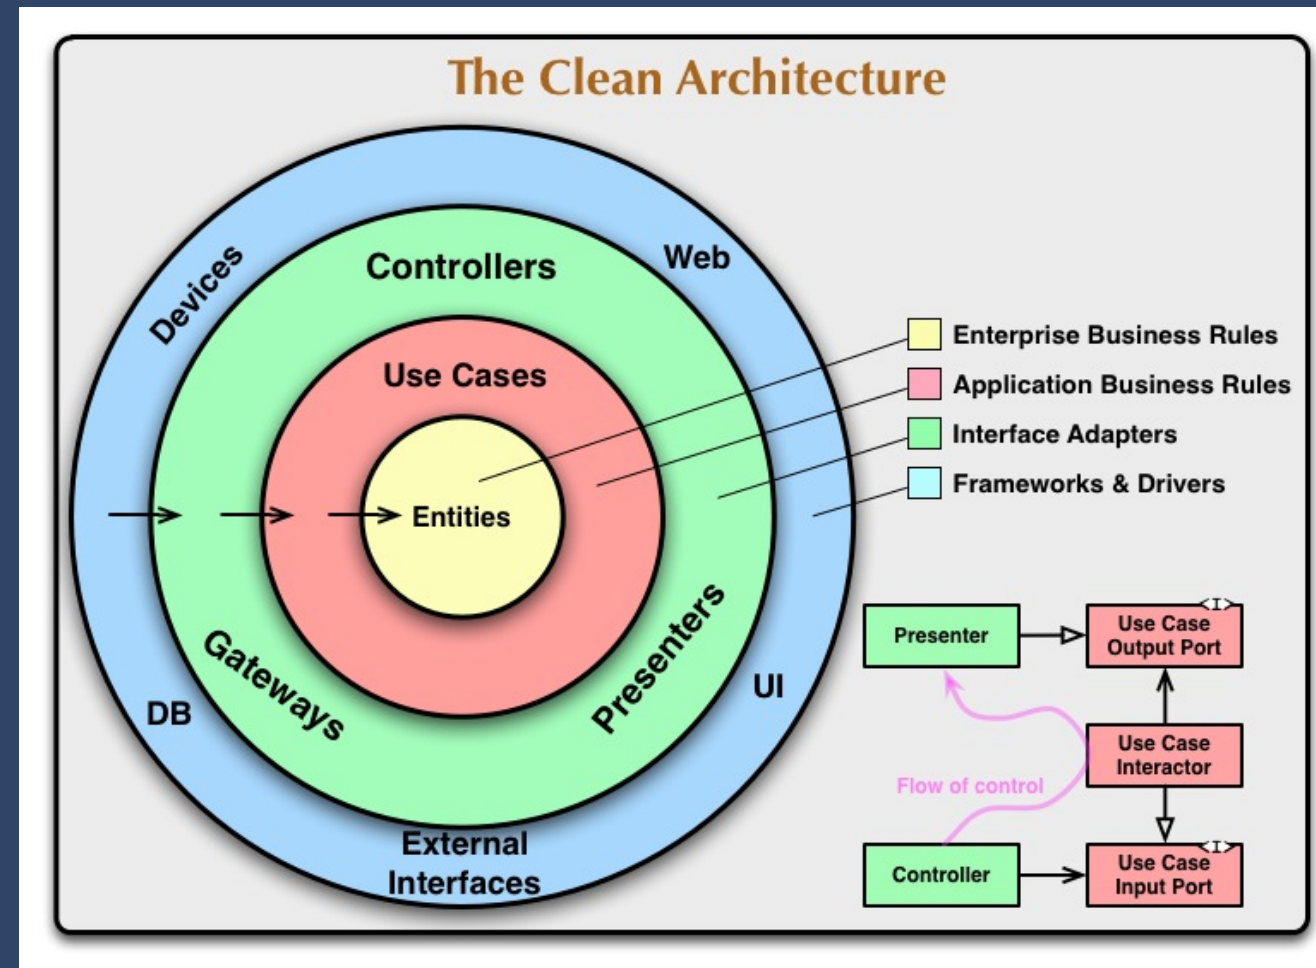 The Clean Architecture
Devices
Controllers
Web
Use Cases
Entities
Gateways
Presenters
DB
UI
External
Interfaces
Enterprise Business Rules
Application Business Rules
Interface Adapters
Frameworks & Drivers
Presenter
<I>
Use Case
Output Port
Use Case
Interactor
Flow of control
Controller
<I>
Use Case
Input Port